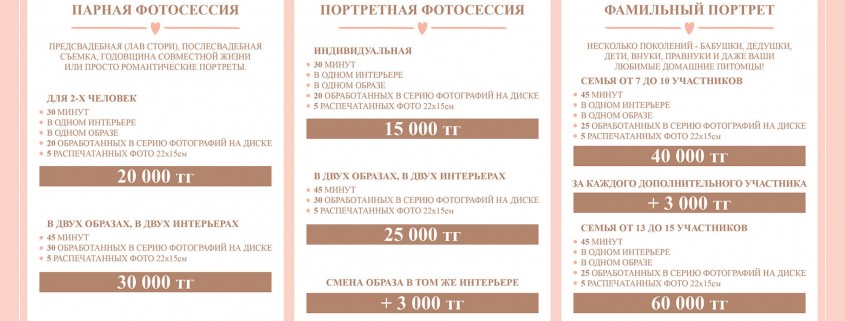 ПАРНАЯ ФОТОСЕССИЯ
ПРЕДСВАДЕБНАЯ (ЛАВ СТОРИ), ПОСЛЕСВАДЕБНАЯ
СЪЕМКА, ГОДОВЩИНА СОВМЕСТНОЙ ЖИЗНИ
ИЛИ ПРОСТО РОМАНТИЧЕСКИЕ ПОРТРЕТЫ.
ДЛЯ 2-Х ЧЕЛОВЕК
30 МИНУТ
В ОДНОМ ИНТЕРЬЕРЕ
В ОДНОМ ОБРАЗЕ
20 ОБРАБОТАННЫХ В СЕРИЮ ФОТОГРАФИЙ НА ДИСКЕ
5 РАСПЕЧАТАННЫХ ФОТО 22х15см
20 000 тг
В ДВУХ ОБРАЗАХ, В ДВУХ ИНТЕРЬЕРАХ
45 МИНУТ
30 ОБРАБОТАННЫХ В СЕРИЮ ФОТОГРАФИЙ НА ДИСКЕ
5 РАСПЕЧАТАННЫХ ФОТО 22х15см
30 000 тг
ПОРТРЕТНАЯ ФОТОСЕССИЯ
ИНДИВИДУАЛЬНАЯ
30 МИНУТ
В ОДНОМ ИНТЕРЬЕРЕ
В ОДНОМ ОБРАЗЕ
20 ОБРАБОТАННЫХ В СЕРИЮ ФОТОГРАФИЙ НА ДИСКЕ
5 РАСПЕЧАТАННЫХ ФОТО 22х15см
15 000 тг
В ДВУХ ОБРАЗАХ, В ДВУХ ИНТЕРЬЕРАХ
45 МИНУТ
30 ОБРАБОТАННЫХ В СЕРИЮ ФОТОГРАФИЙ НА ДИСКЕ
5 РАСПЕЧАТАННЫХ ФОТО 22х15см
25 000 тг
СМЕНА ОБРАЗА В ТОМ ЖЕ ИНТЕРЬЕРЕ
+ 3 000 тг
ФАМИЛЬНЫЙ ПОРТРЕТ
НЕСКОЛЬКО ПОКОЛЕНИЙ - БАБУШКИ, ДЕДУШКИ,
ДЕТИ, ВНУКИ, ПРАВНУКИ И ДАЖЕ ВАШИ
ЛЮБИМЫЕ ДОМАШНИЕ ПИТОМЦЫ!
СЕМЬЯ ОТ 7 ДО 10 УЧАСТНИКОВ
45 МИНУТ
В ОДНОМ ИНТЕРЬЕРЕ
В ОДНОМ ОБРАЗЕ
25 ОБРАБОТАННЫХ В СЕРИЮ ФОТОГРАФИЙ НА ДИСКЕ
5 РАСПЕЧАТАННЫХ ФОТО 22х15см
40 000 тг
ЗА КАЖДОГО ДОПОЛНИТЕЛЬНОГО УЧАСТНИКА
+ 3 000 тг
СЕМЬЯ ОТ 13 ДО 15 УЧАСТНИКОВ
45 МИНУТ
В ОДНОМ ИНТЕРЬЕРЕ
В ОДНОМ ОБРАЗЕ
25 ОБРАБОТАННЫХ В СЕРИЮ ФОТОГРАФИЙ НА ДИСКЕ
5 РАСПЕЧАТАННЫХ ФОТО 22х15см
60 000 тг